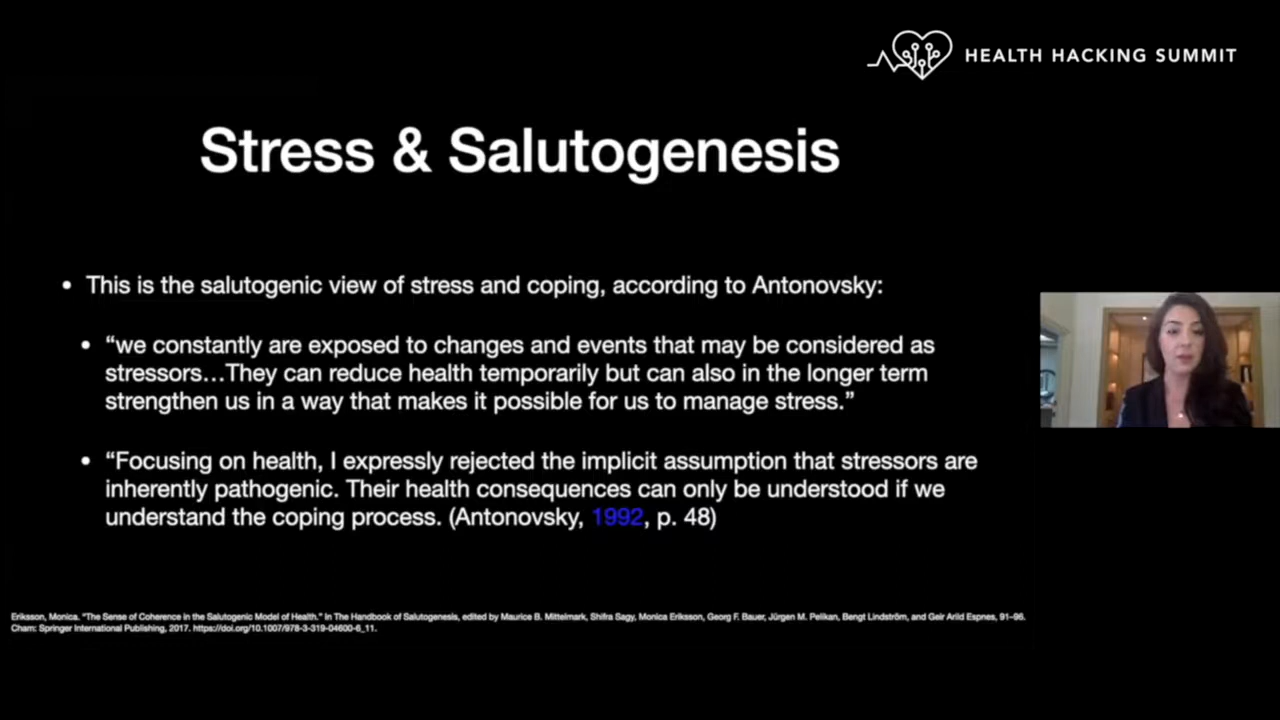 HEALTH HACKING SUMMIT
Stress & Salutogenesis
• This is the salutogenic view of stress and coping, according to Antonovsky:
• “we constantly are exposed to changes and events that may be considered as
stressors…They can reduce health temporarily but can also in the longer term
strengthen us in a way that makes it possible for us to manage stress.”
• “Focusing on health, I expressly rejected the implicit assumption that stressors are
inherently pathogenic. Their health consequences can only be understood if we
understand the coping process. (Antonovsky, 1992, p. 48)
Eriksson, Monica. “The Sense of Coherence in the Salutogenic Model of Health.” In The Handbook of Salutogenesis, edited by Maurice B. Mittelmark, Shifra Sagy, Monica Eriksson, Georg F. Bauer, Jürgen M. Pelikan, Bengt Lindström, and Geir Arild Espnes, 91–96.
Cham: Springer International Publishing, 2017. https://doi.org/10.1007/978-3-319-04600-6_11.